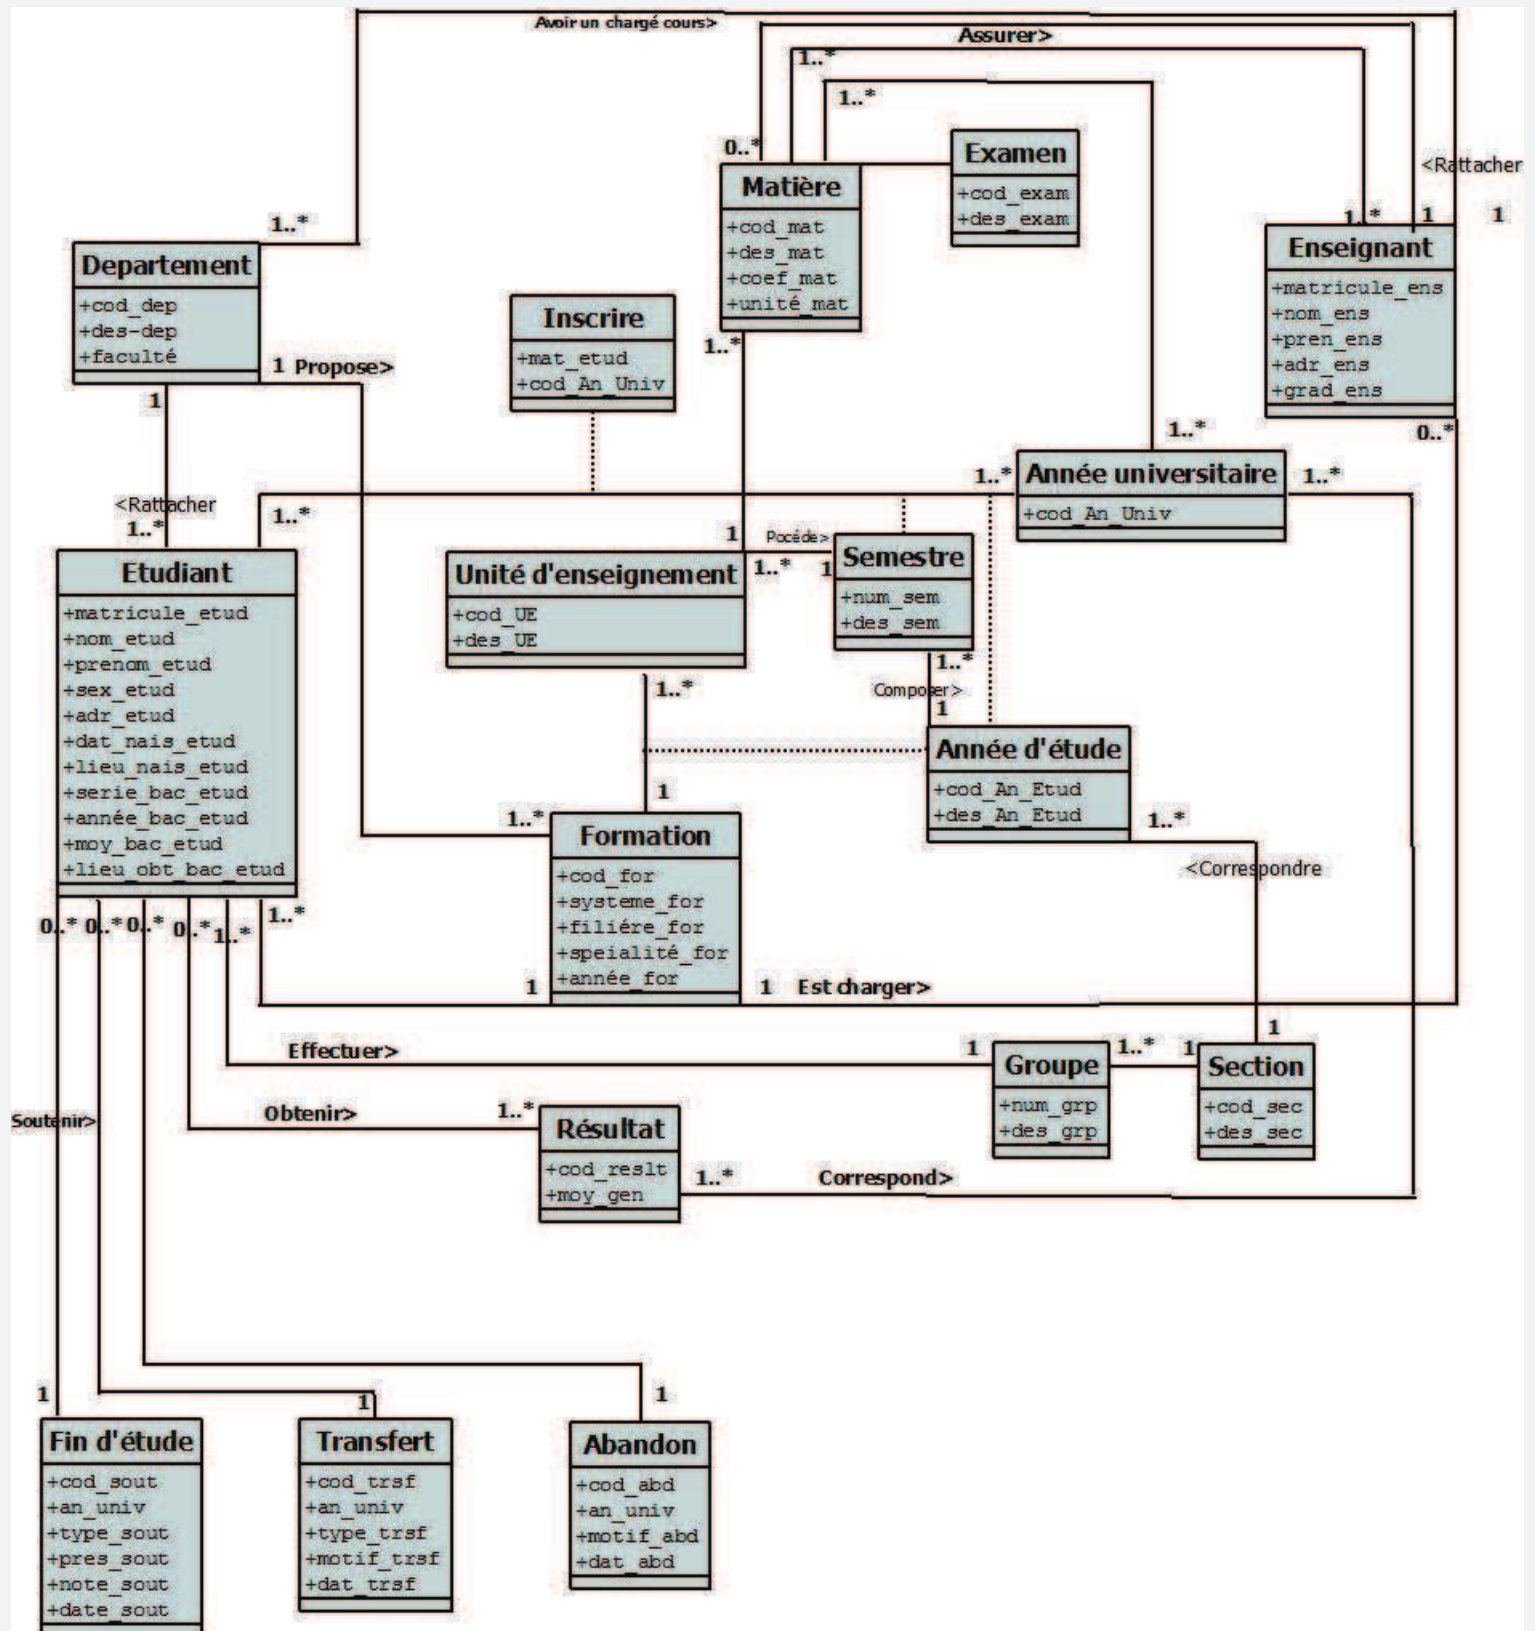 Avoir un chargé cours>
Assurer>
1..*
1..*
0..*
Examen
+cod_exam
+des_exam
<Rattacher
Matière
+cod_mat
+des_mat
+coef_mat
+unité_mat
1..*
1..*
1
1
1..*
Departement
+cod_dep
+des-dep
+faculté
Enseignant
+matricule_ens
+nom_ens
+pren_ens
+adr_ens
+grad_ens
0..*
Inscrire
+mat_etud
+cod_An_Univ
1 Propose>
1
1..*
1..*
Année universitaire
+cod_An_Univ
1..*
1..*
<Rattacher
1..*
1..*
1
Pocéde>
1..*
1
Etudiant
+matricule_etud
+nom_etud
+prenom_etud
+sex_etud
+adr_etud
+dat_nais_etud
+lieu_nais_etud
+serie_bac_etud
+année_bac_etud
+moy_bac_etud
+lieu_obt_bac_etud
Unité d'enseignement
+cod_UE
+des_UE
Semestre
+num_sem
+des_sem
1..*
Composer>
1
1..*
1
Année d'étude
+cod_An_Etud
+des_An_Etud
1..*
<Correspondre
1..*
Formation
+cod_for
+systeme_for
+filiére_for
+speialité_for
+année_for
0..* 0..* 0..* 0..* 1..* 1..*
1
1 Est charger>
1
Effectuer>
1
Groupe
+num_grp
+des_grp
1..*
1
Section
+cod_sec
+des_sec
Soutenir>
Obtenir>
1..*
Résultat
+cod_reslt
+moy_gen
1..*
Correspond>
1
1
1
Fin d'étude
+cod_sout
+an_univ
+type_sout
+pres_sout
+note_sout
+date_sout
Transfert
+cod_trsf
+an_univ
+type_trsf
+motif_trsf
+dat_trsf
Abandon
+cod_abd
+an_univ
+motif_abd
+dat_abd